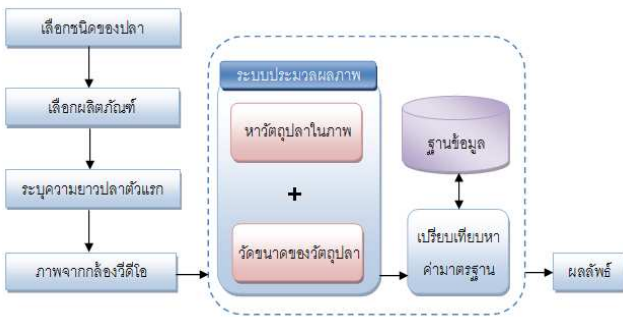 เลือกชนิดของปลา
เลือกผลิตภัณฑ์
ระบุความยาวปลาตัวแรก
ภาพจากกล้องวีดีโอ
ระบบประมวลผลภาพ
หาวัตถุปลาในภาพ
+
วัดขนาดของวัตถุปลา
ฐานข้อมูล
เปรียบเทียบหา
ค่ามาตรฐาน
ผลลัพธ์